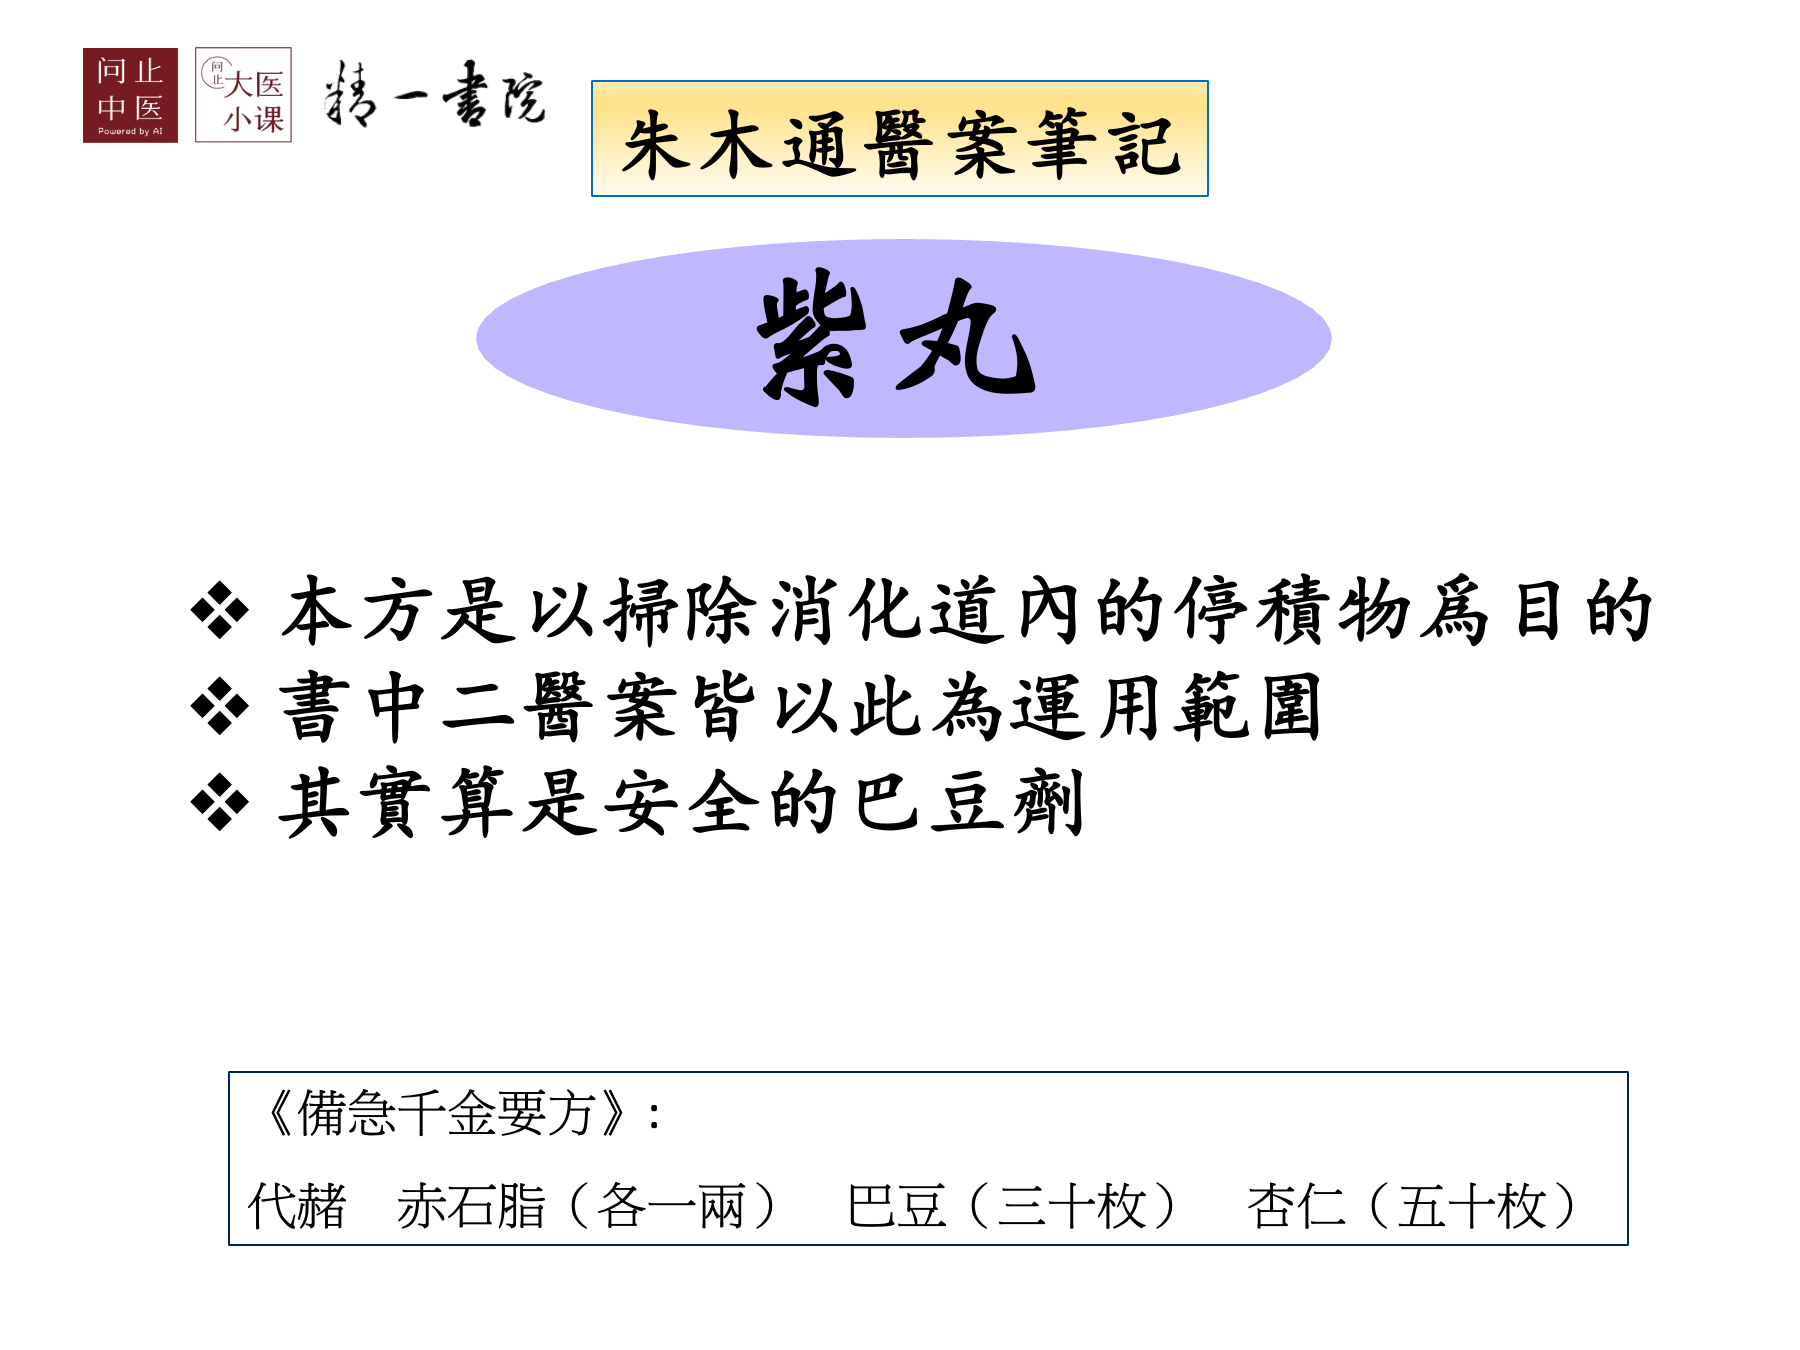 问止
中医
Powered by AI
问止
大医
小课
精一書院
朱木通醫案筆記
紫丸
❖ 本方是以掃除消化道內的停積物爲目的
❖ 書中二醫案皆以此為運用範圍
❖ 其實算是安全的巴豆劑
《備急千金要方》：
代赭　赤石脂（各一兩）　巴豆（三十枚）　杏仁（五十枚）